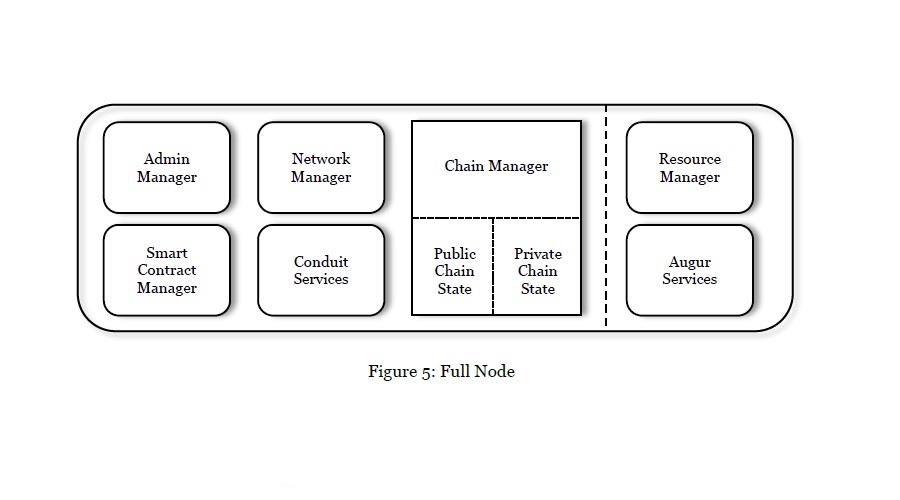 Admin
Manager
Network
Manager
Chain Manager
Resource
Manager
Smart
Contract
Manager
Conduit
Services
Public
Chain
State
Private
Chain
State
Augur
Services
Figure 5: Full Node